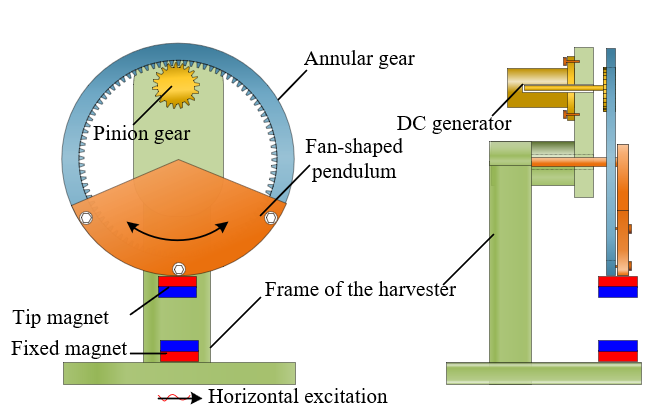 Annular gear
Pinion gear
DC generator
Fan-shaped
pendulum
Frame of the harvester
Tip magnet
Fixed magnet
Horizontal excitation